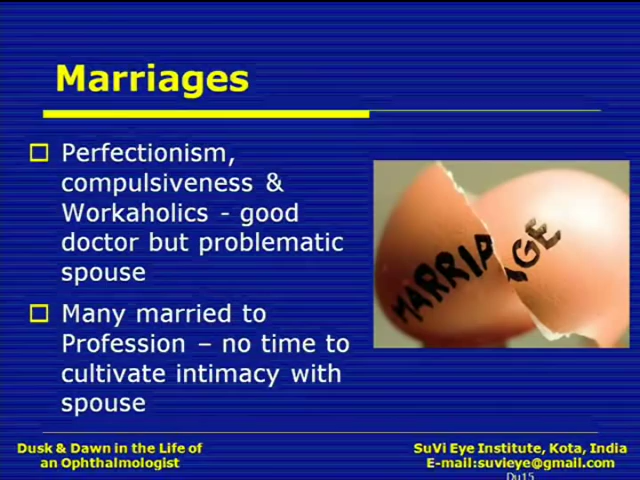 Marriages
Perfectionism,
compulsiveness &
Workaholics - good
doctor but problematic
spouse
Many married to
Profession – no time to
cultivate intimacy with
spouse
MARRIAGE
Dusk & Dawn in the Life of
an Ophthalmologist
SuVi Eye Institute, Kota, India
E-mail:suvieye@gmail.com
Du15